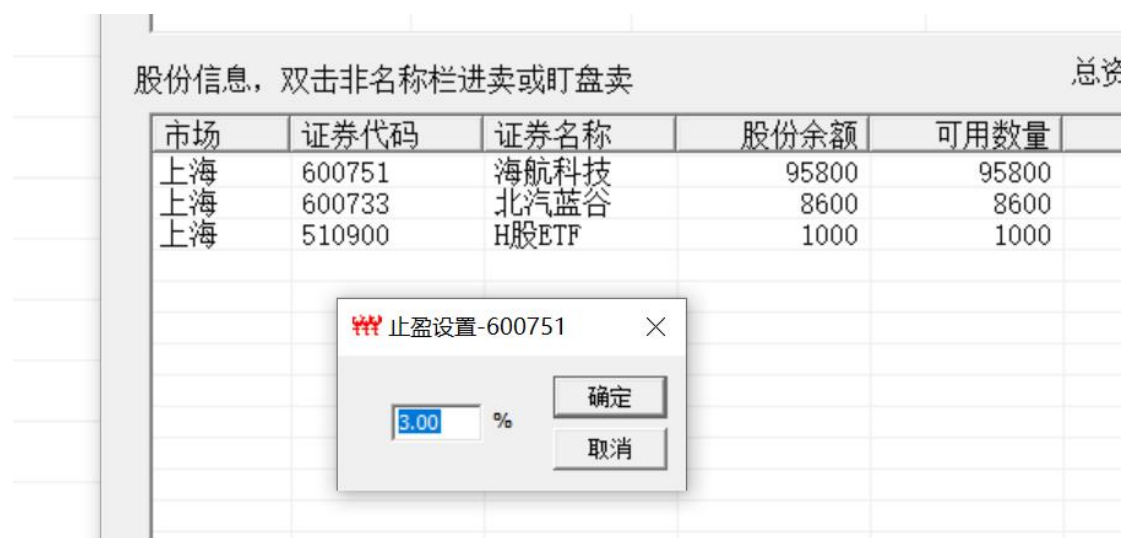 股份信息，双击非名称栏进卖或盯盘卖 总资
市场 证券代码 证券名称 股份余额 可用数量
上海 600751 海航科技 95800 95800
上海 600733 北汽蓝谷 8600 8600
上海 510900 H股ETF 1000 1000
止盈设置-600751
3.00 %
确定
取消